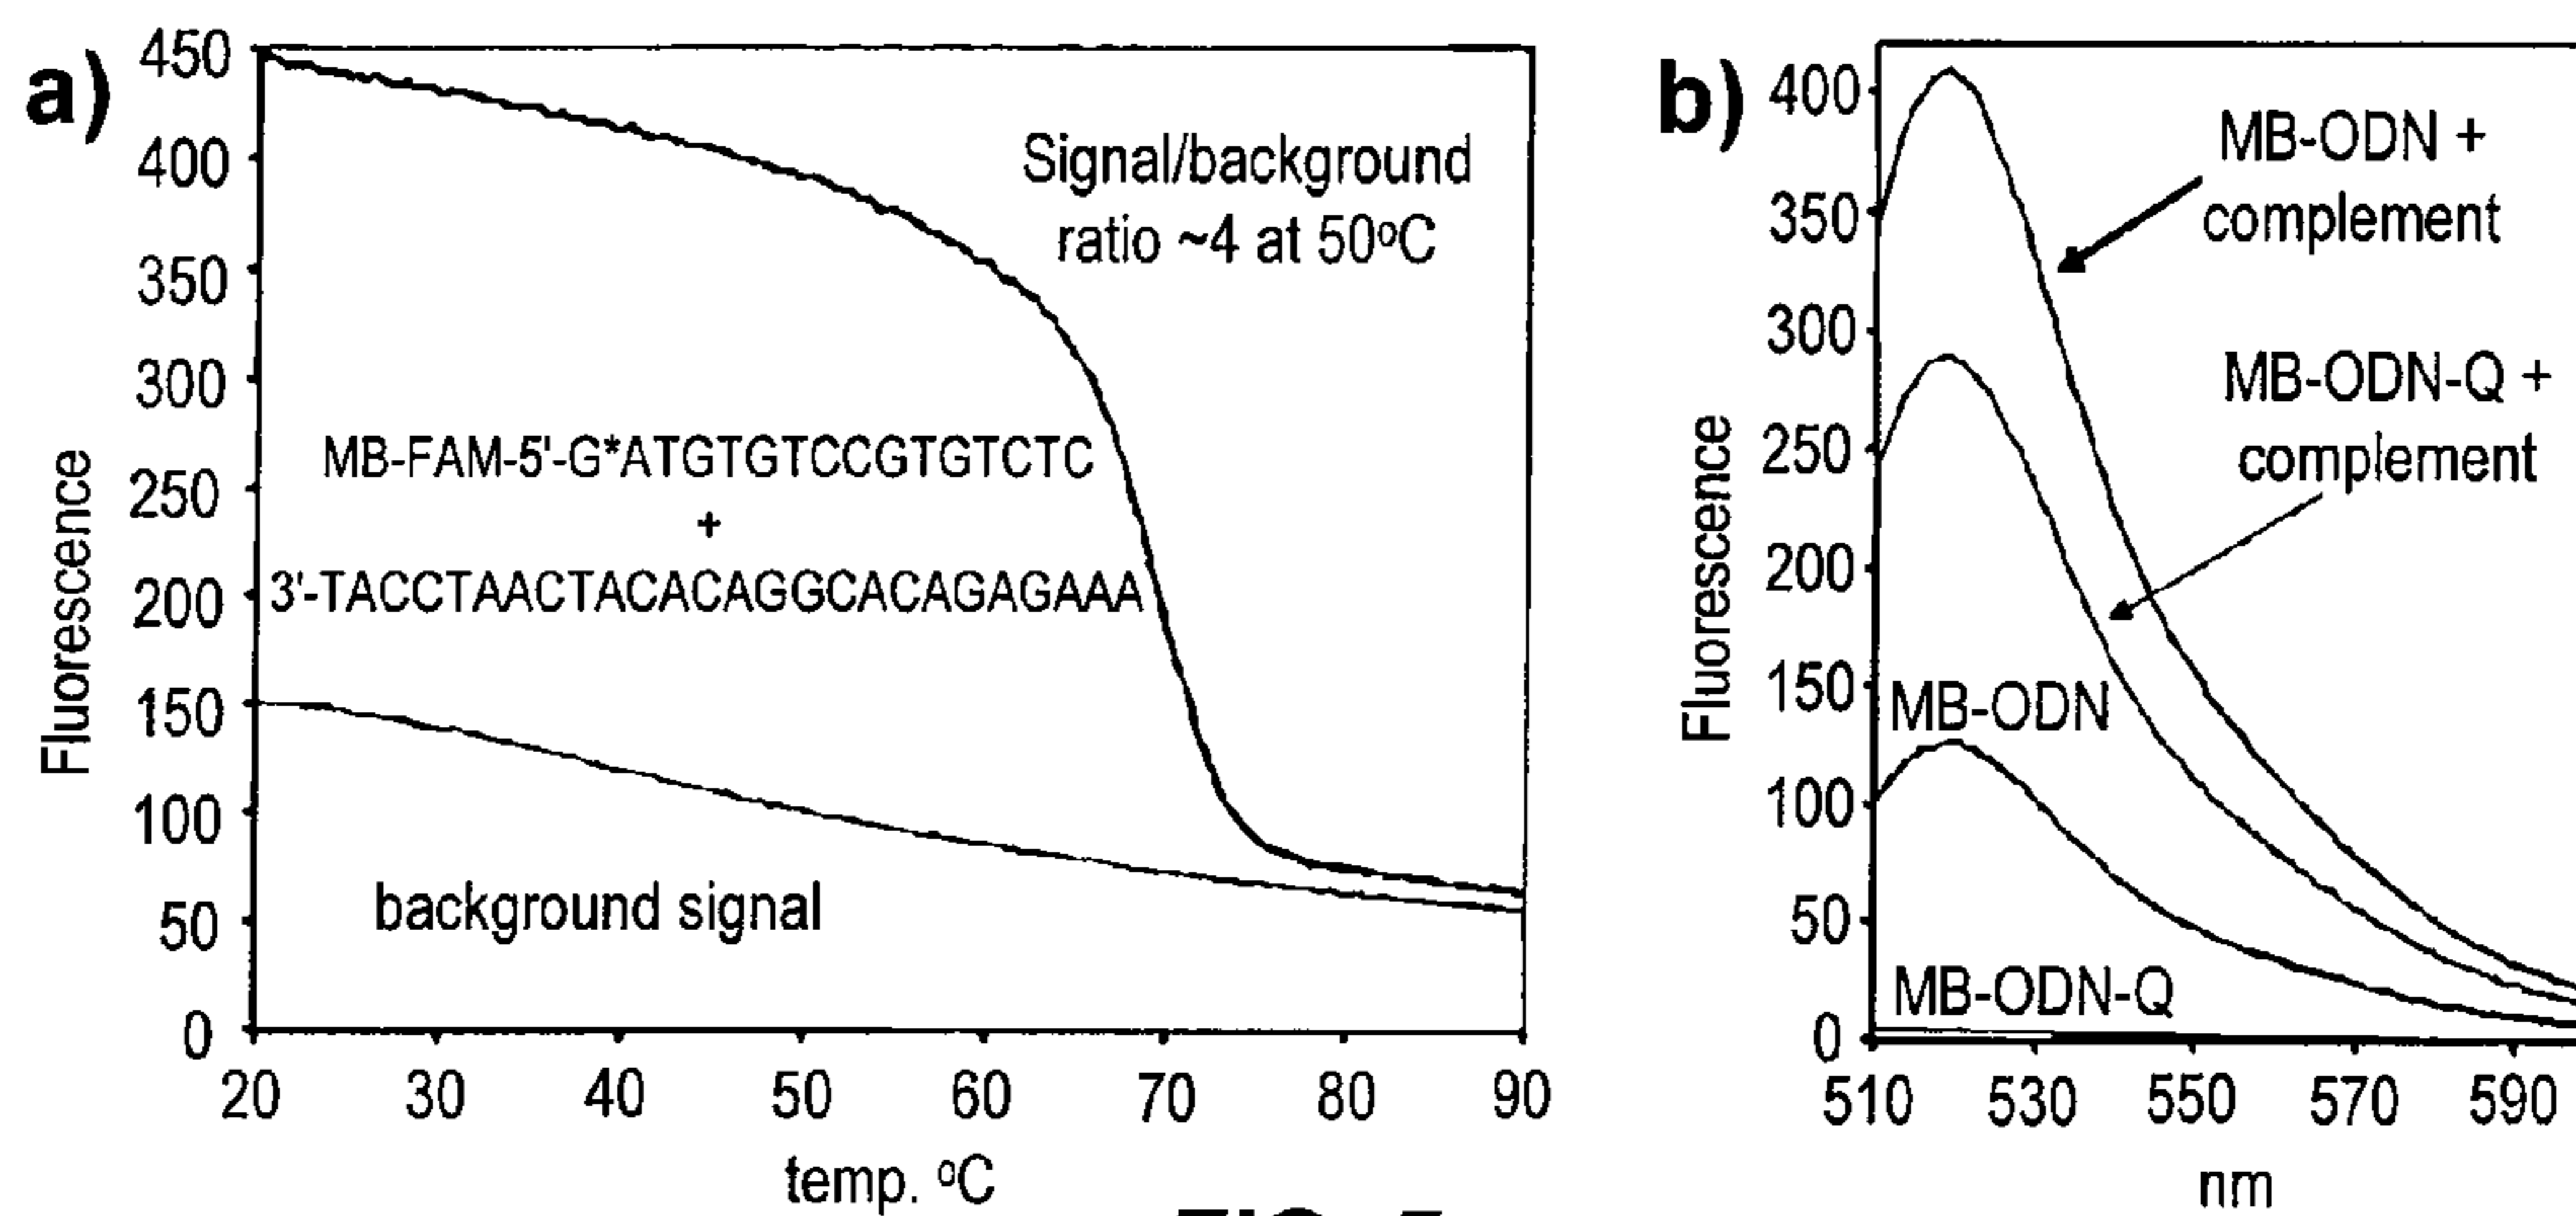 a)
450
400
350
300
250
200
150
100
50
0
Fluorescence
Signal/background
ratio ~4 at 50ºC
MB-FAM-5'-G*ATGTGTCCGTGTCTC
+
3'-TACCTAACTACACAGGCACAGAGAAA
background signal
20 30 40 50 60 70 80 90
temp. ºC
b)
400
350
300
250
200
150
100
50
0
Fluorescence
MB-ODN +
complement
MB-ODN-Q +
complement
MB-ODN
MB-ODN-Q
510 530 550 570 590
nm